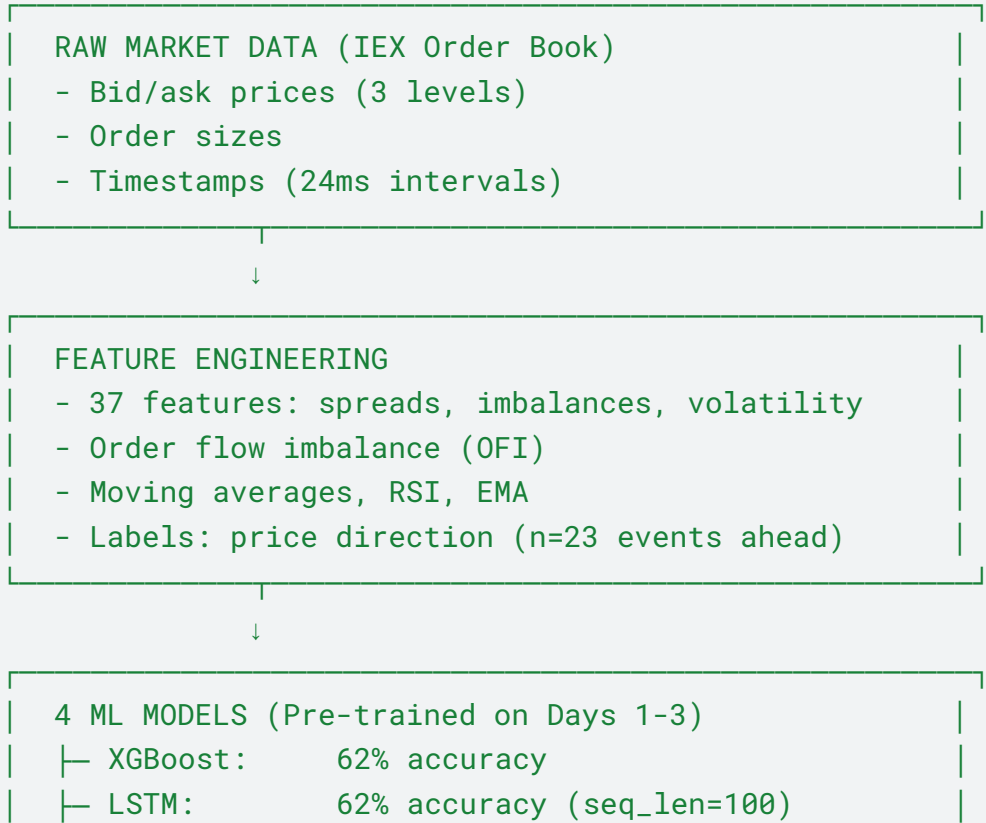 RAW MARKET DATA (IEX Order Book)
- Bid/ask prices (3 levels)
- Order sizes
- Timestamps (24ms intervals)
↓
FEATURE ENGINEERING
- 37 features: spreads, imbalances, volatility
- Order flow imbalance (OFI)
- Moving averages, RSI, EMA
- Labels: price direction (n=23 events ahead)
↓
4 ML MODELS (Pre-trained on Days 1-3)
├─ XGBoost: 62% accuracy
├─ LSTM: 62% accuracy (seq_len=100)